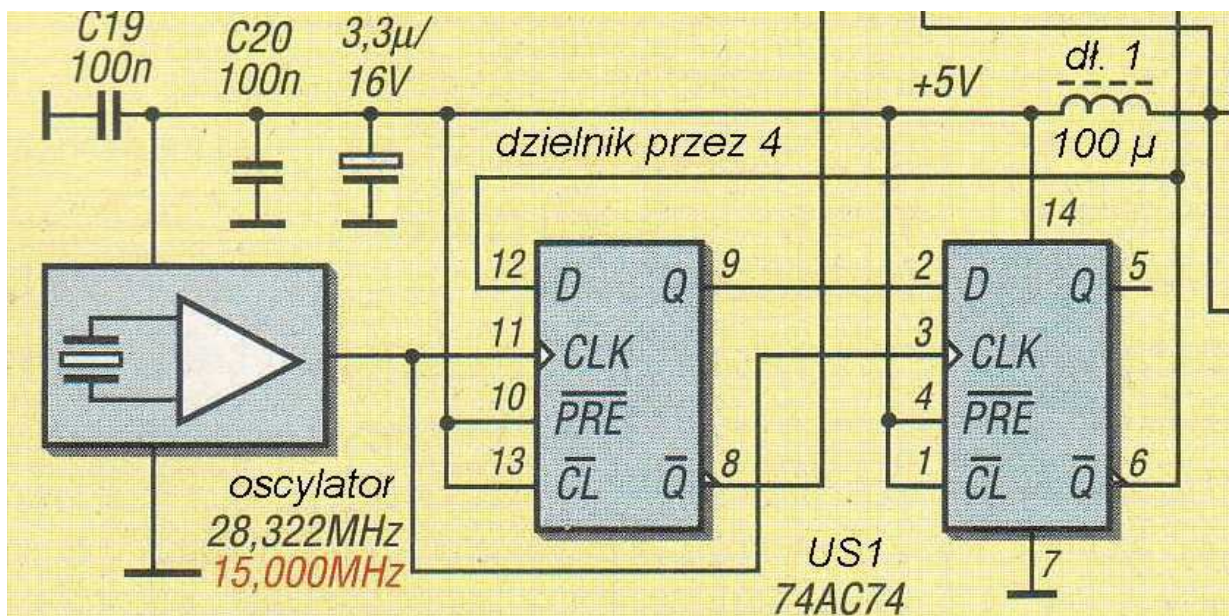 C19
100n
C20
100n
3,3µ/
16V
+5V
dł. 1
100 µ
dzielnik przez 4
14
12
D
Q
9
11
CLK
10
PRE
13
CL
Q
8
2
D
Q
5
3
CLK
4
PRE
1
CL
Q
6
7
oscylator
28,322MHz
15,000MHz
US1
74AC74